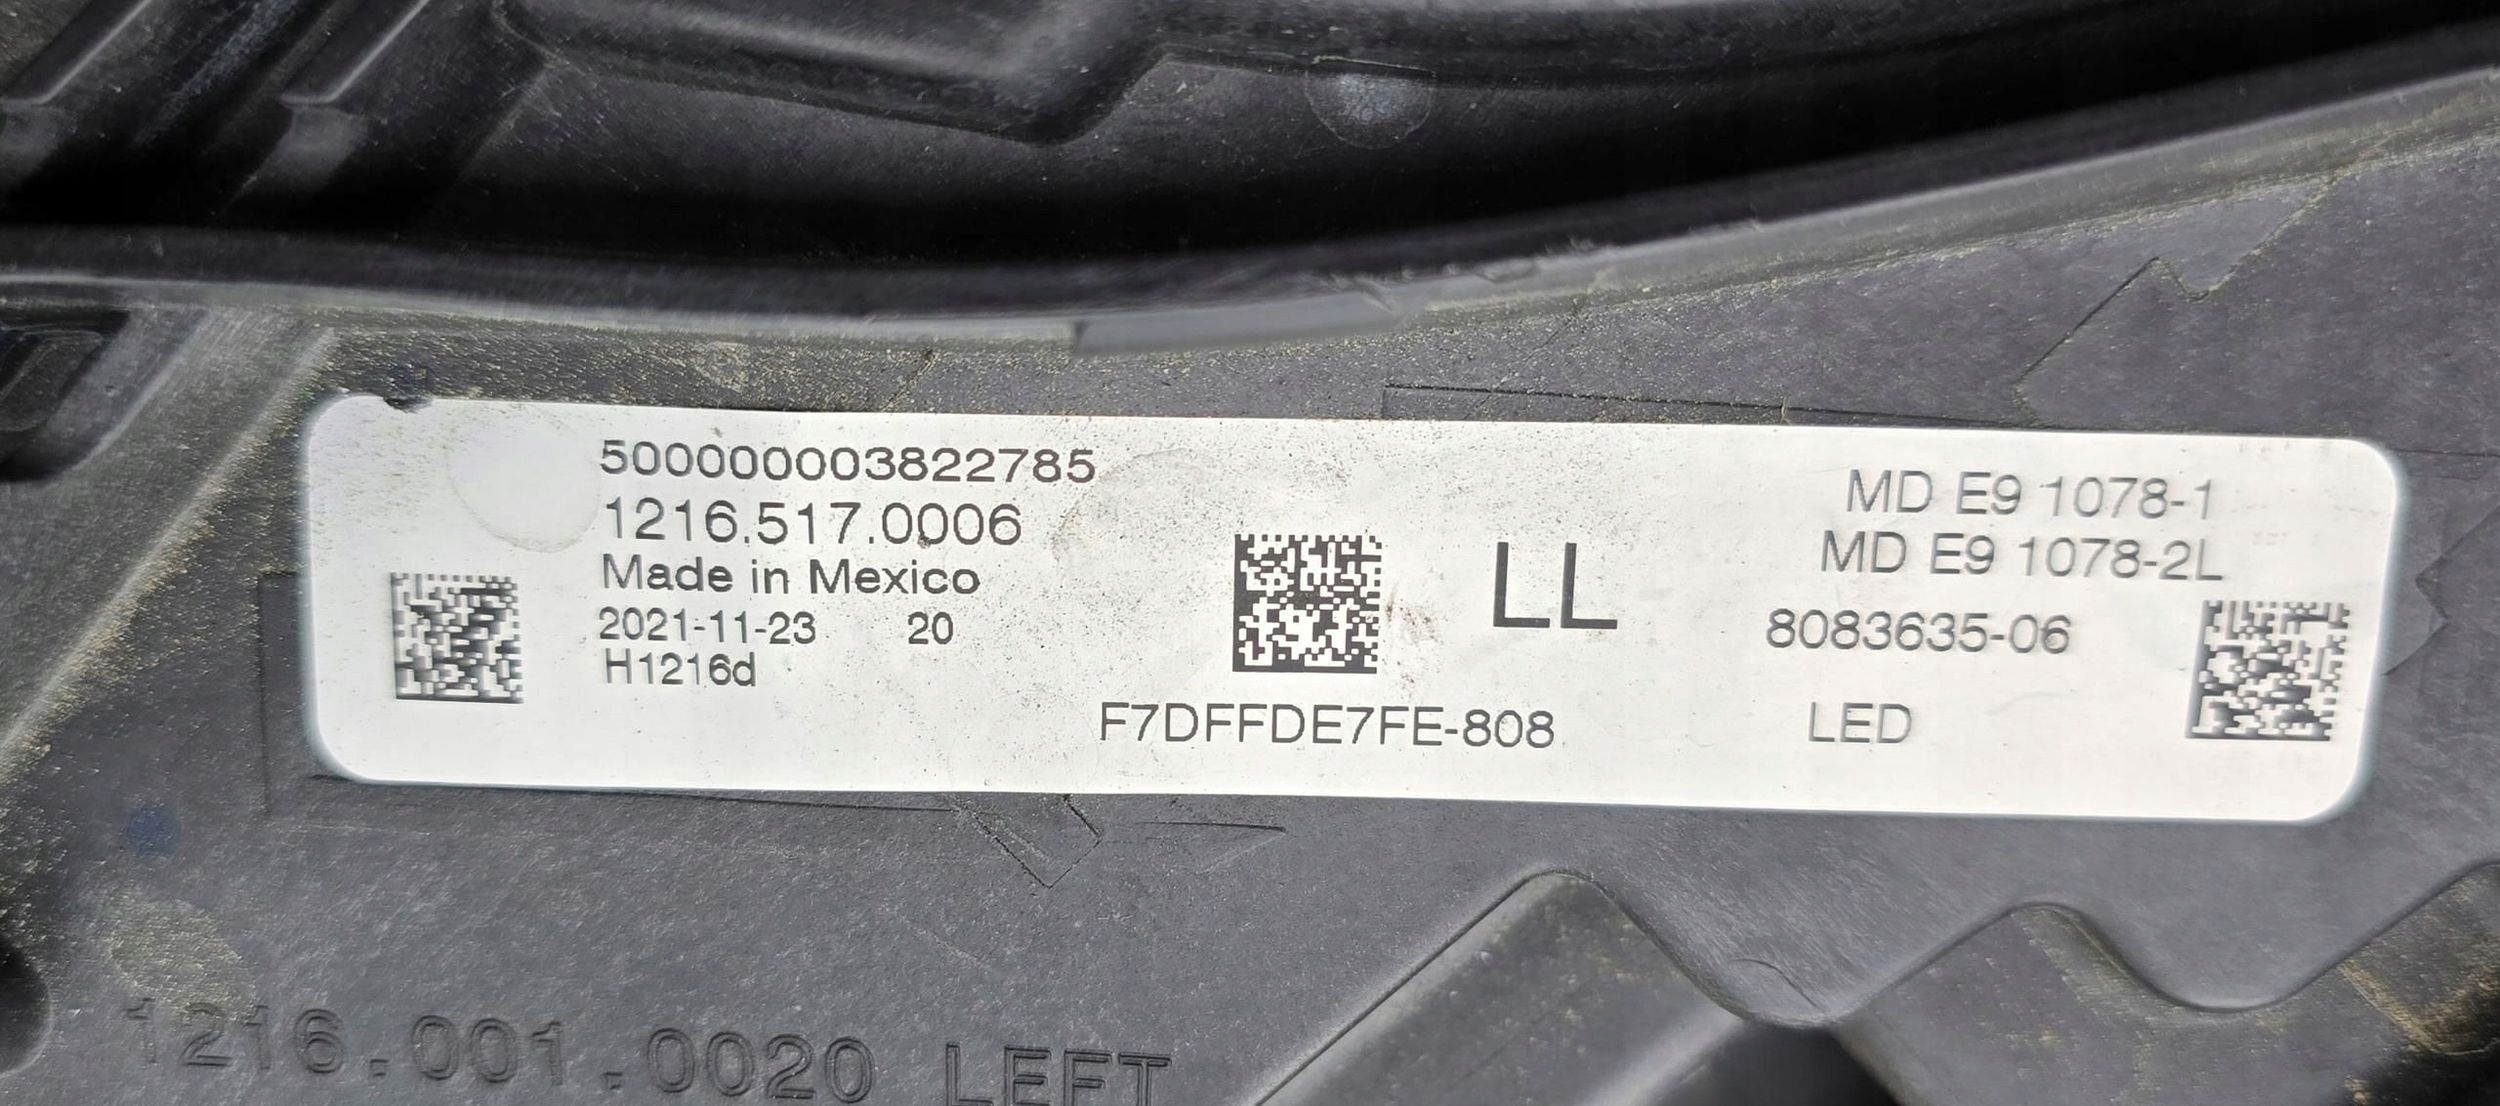 500000003822785
1216.517.0006
Made in Mexico
2021-11-23 20
H1216d
LL
F7DFFDE7FE-808
MD E9 1078-1
MD E9 1078-2L
8083635-06
LED
1216.001.0020 LEFT